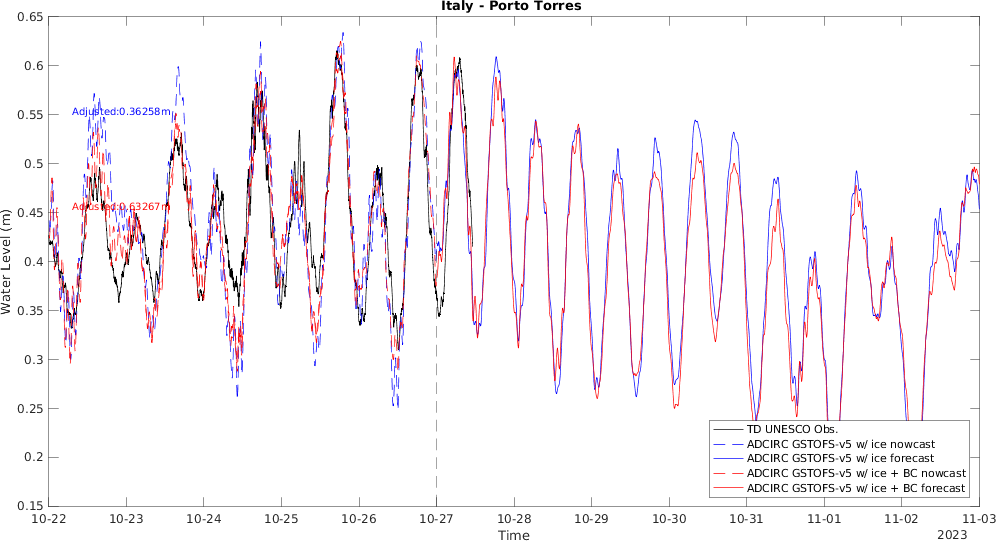 Italy - Porto Torres
0.65
0.6
0.55
0.5
0.45
0.4
0.35
0.3
0.25
0.2
0.15
Water Level (m)
Adjusted:0.36258m
Adjusted:0.63267m
TD UNESCO Obs.
ADCIRC GSTOFS-v5 w/ ice nowcast
ADCIRC GSTOFS-v5 w/ ice forecast
ADCIRC GSTOFS-v5 w/ ice + BC nowcast
ADCIRC GSTOFS-v5 w/ ice + BC forecast
10-22 10-23 10-24 10-25 10-26 10-27 10-28 10-29 10-30 10-31 11-01 11-02 11-03
Time
2023